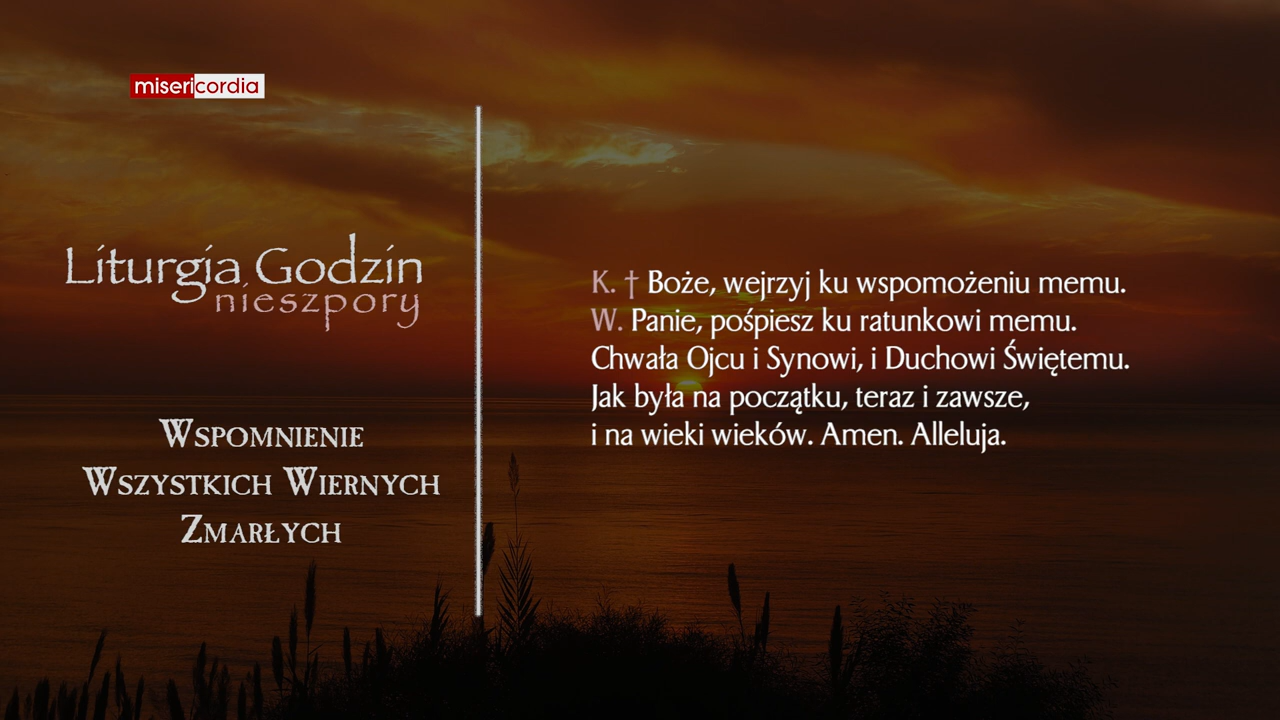 misericordia
Liturgia Godzin
nieszpory
Wspomnienie
Wszystkich Wiernych
Zmarłych
K. † Boże, wejrzyj ku wspomożeniu memu.
W. Panie, pośpiesz ku ratunkowi memu.
Chwała Ojcu i Synowi, i Duchowi Świętemu.
Jak była na początku, teraz i zawsze,
i na wieki wieków. Amen. Alleluja.